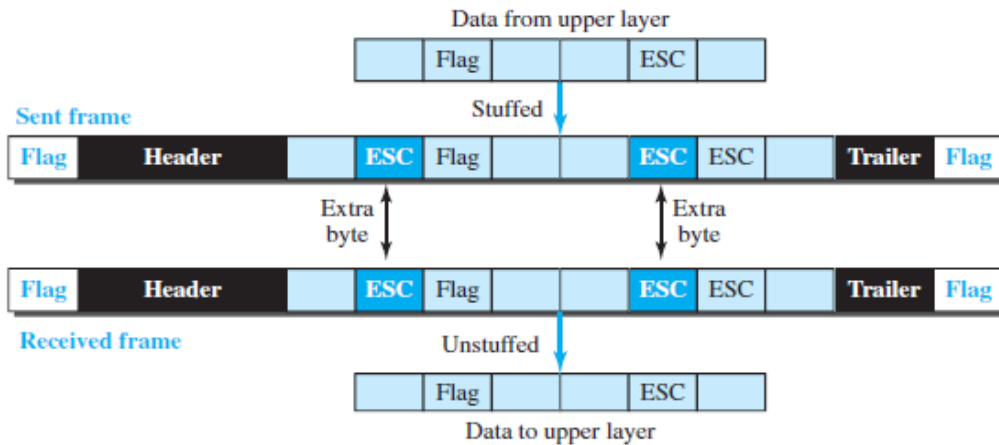 Data from upper layer
Flag ESC
Stuffed
Sent frame
Flag Header ESC Flag ESC ESC Trailer Flag
Extra byte Extra byte
Flag Header ESC Flag ESC ESC Trailer Flag
Received frame
Unstuffed
Flag ESC
Data to upper layer